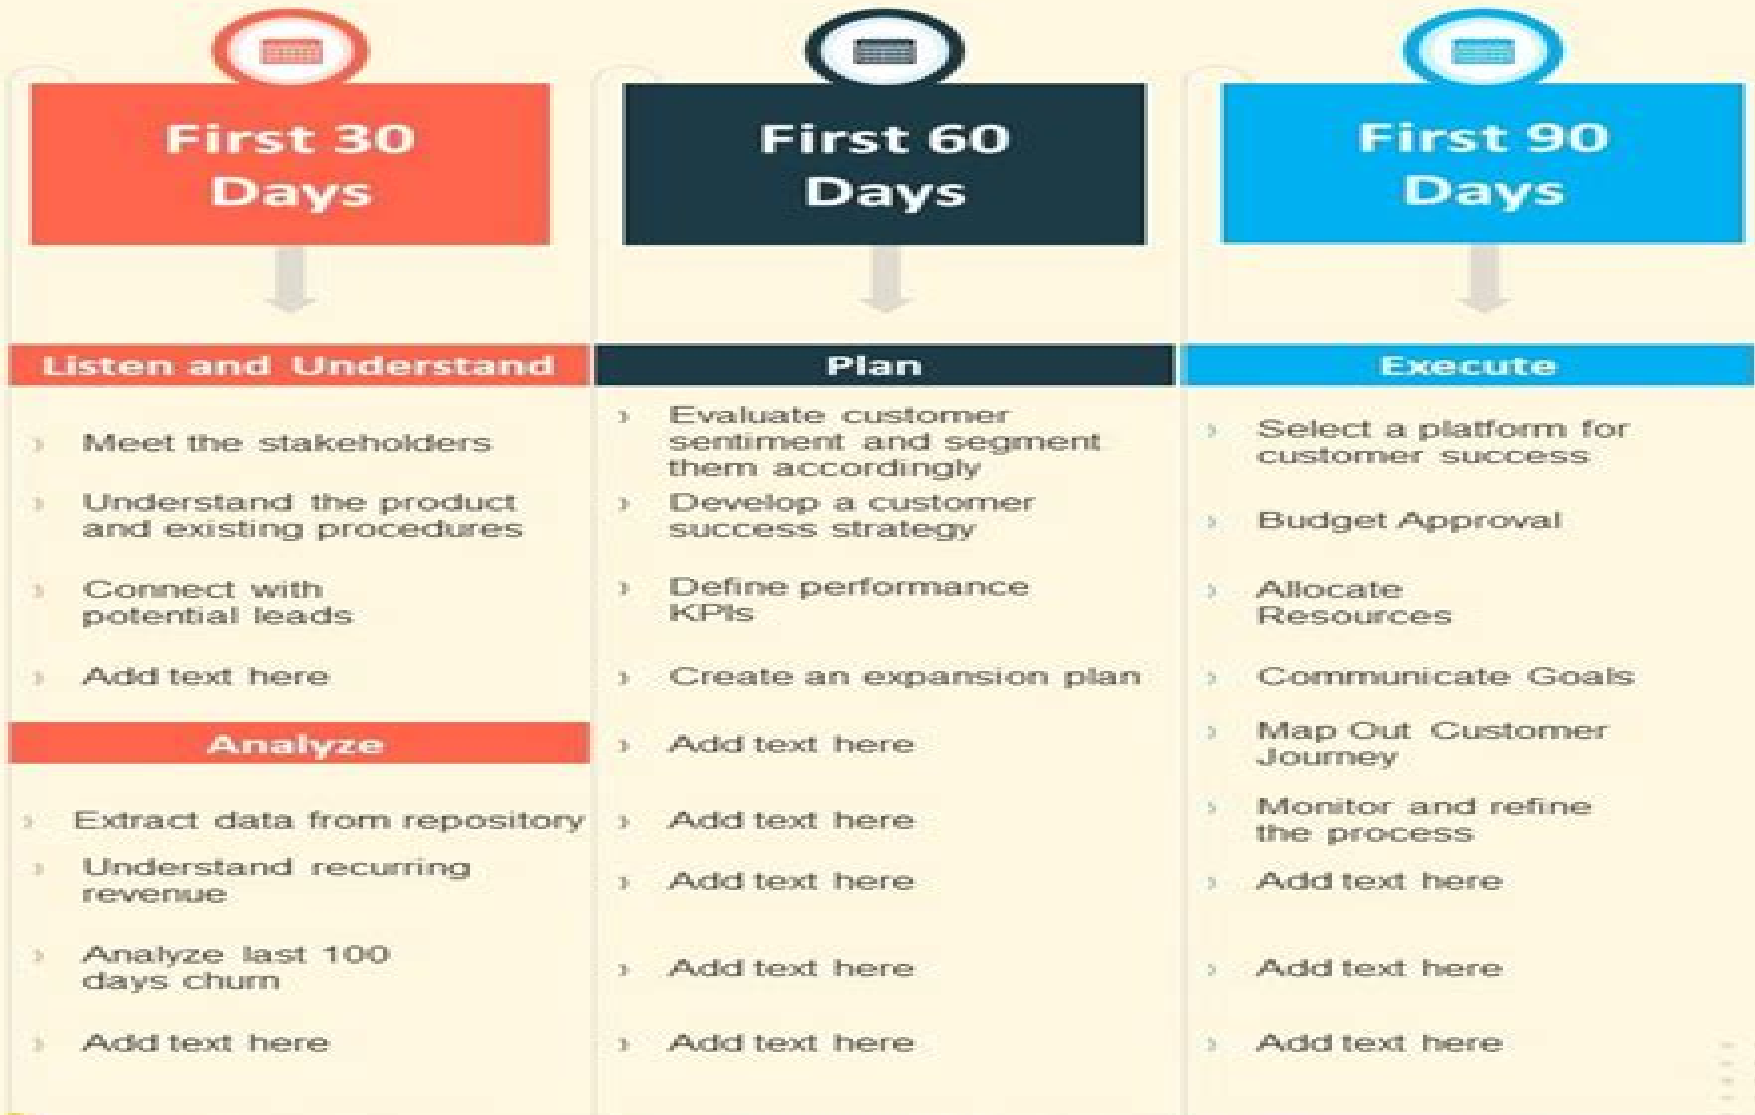 First 30
Days
Listen and Understand
Meet the stakeholders
Understand the product
and existing procedures
Connect with
potential leads
Add text here
Analyze
Extract data from repository
Understand recurring
revenue
Analyze last 100
days churn
Add text here
First 60
Days
Plan
Evaluate customer
sentiment and segment
them accordingly
Develop a customer
success strategy
Define performance
KPIs
Create an expansion plan
Add text here
Add text here
Add text here
Add text here
Add text here
First 90
Days
Execute
Select a platform for
customer success
Budget Approval
Allocate
Resources
Communicate Goals
Map Out Customer
Journey
Monitor and refine
the process
Add text here
Add text here
Add text here